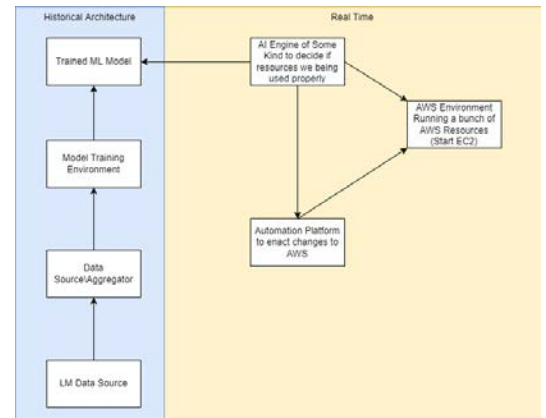 Historical Architecture
Real Time
Trained ML Model
AI Engine of Some
Kind to decide if
resources we being
used properly
AWS Environment
Running a bunch of
AWS Resources
(Start EC2)
Model Training
Environment
Automation Platform
to enact changes to
AWS
Data
Source\Aggregator
LM Data Source